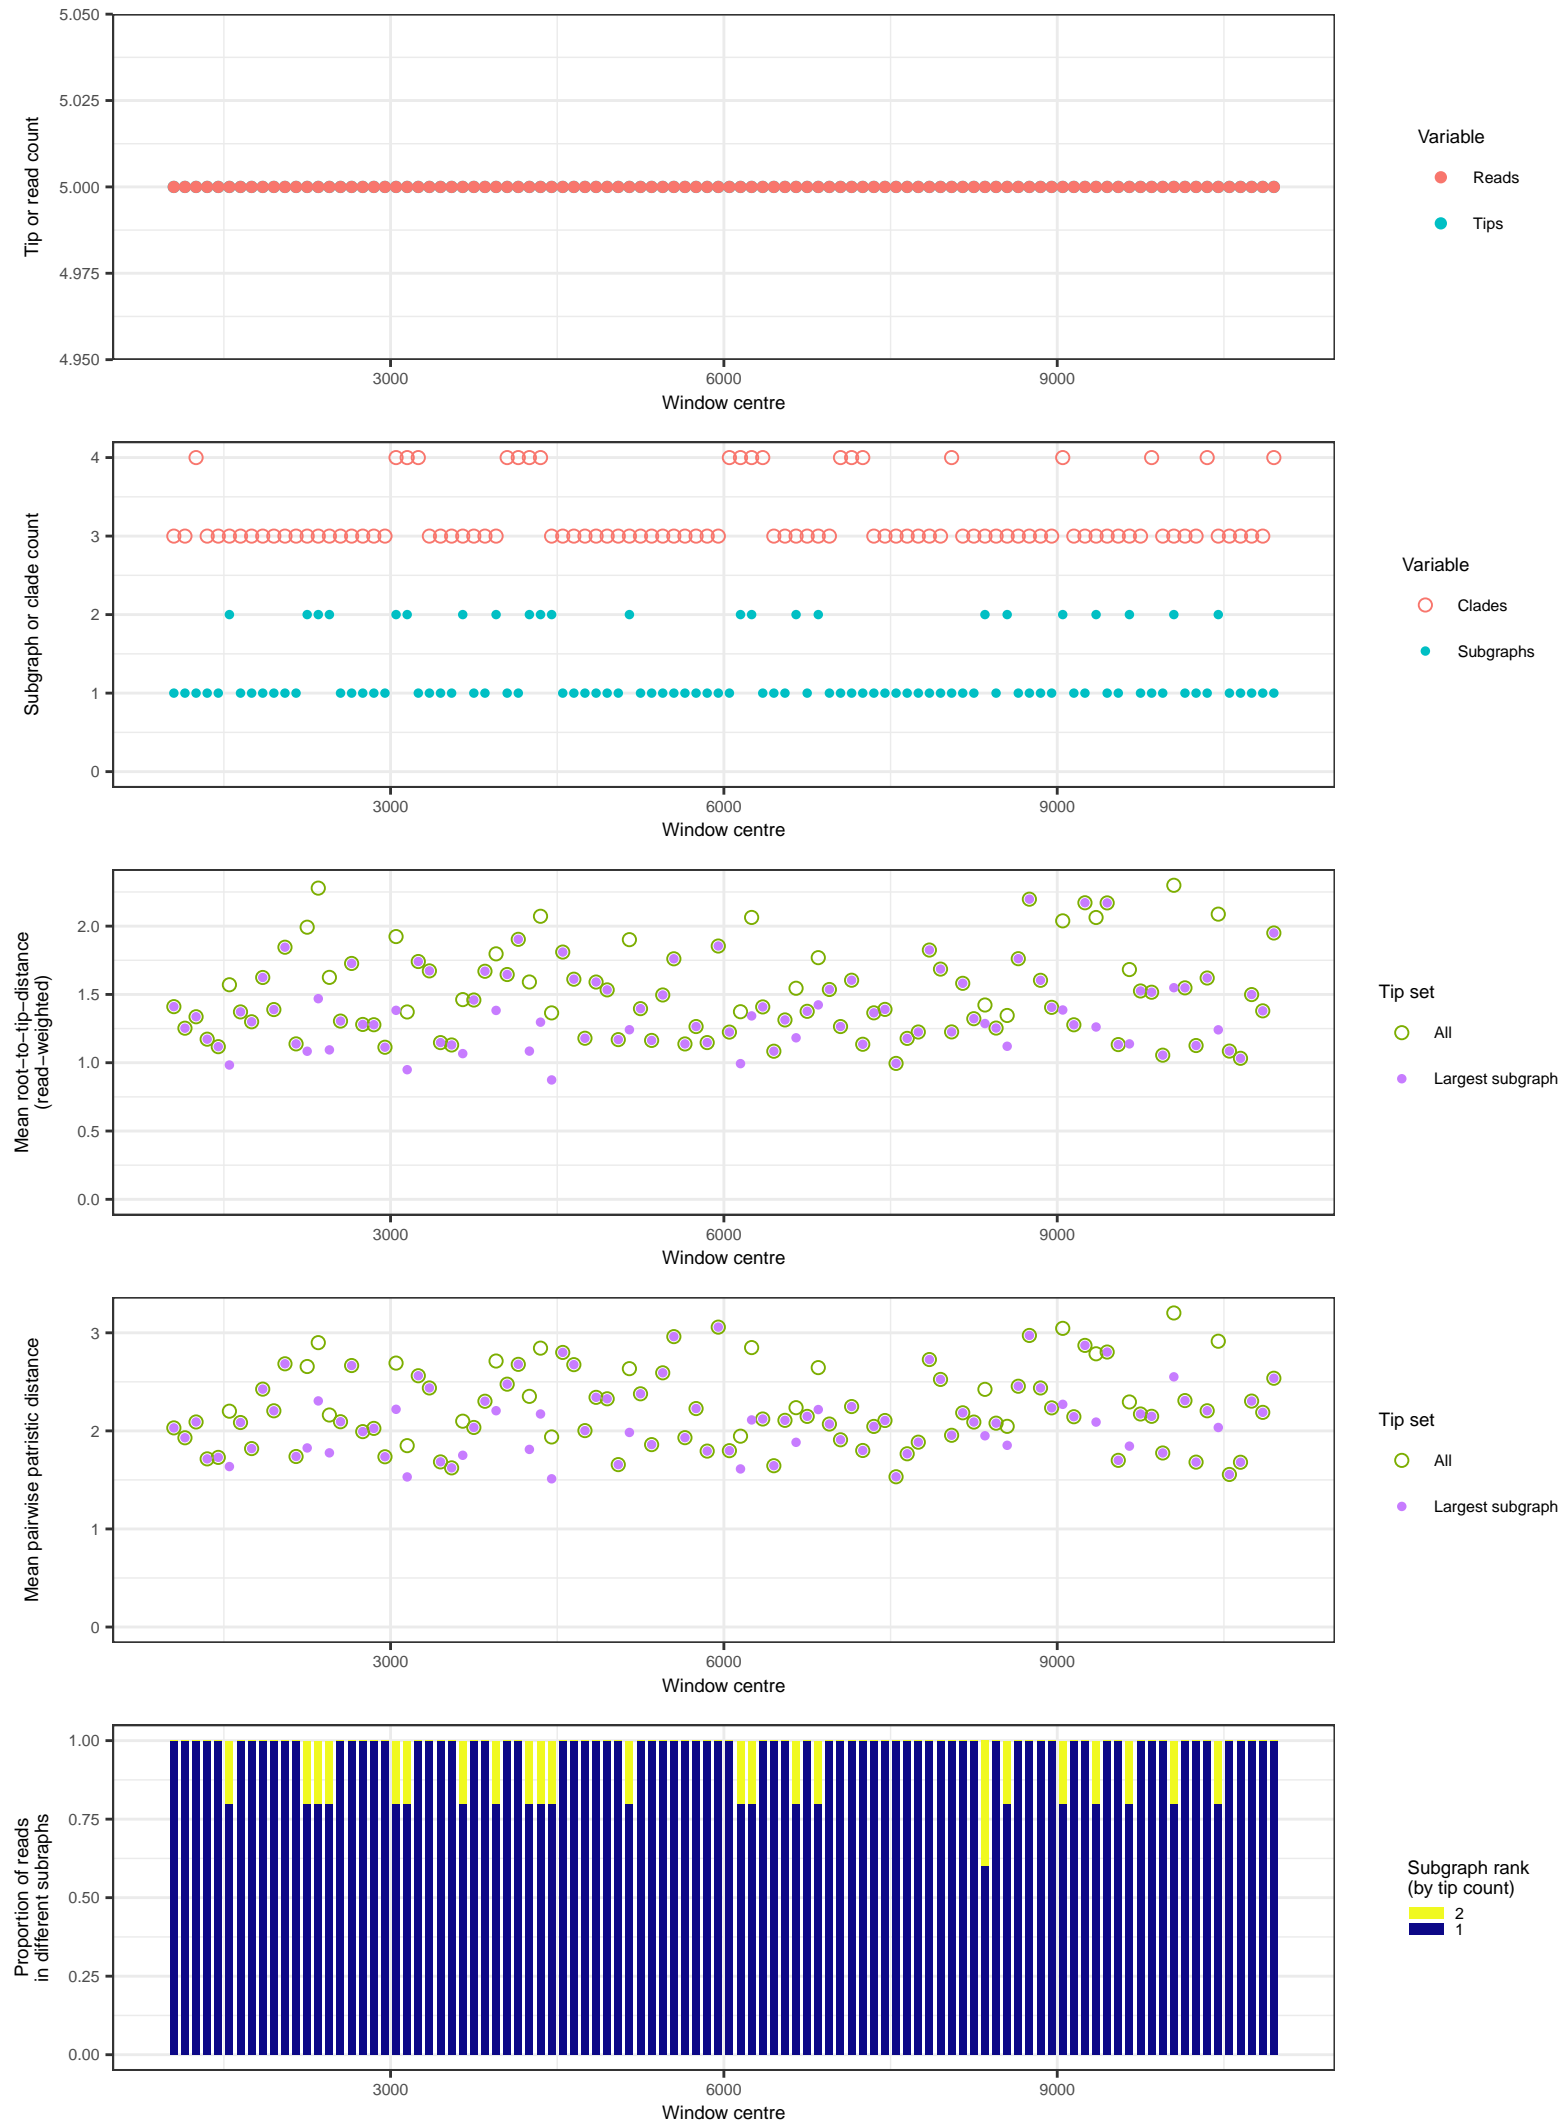 5.050
5.025
5.000
4.975
4.950
Tip or read count
3000
6000
9000
Window centre
Variable
Reads
Tips
4
3
2
1
0
Subgraph or clade count
3000
6000
9000
Window centre
Variable
Clades
Subgraphs
2.0
1.5
1.0
0.5
0.0
Mean root−to−tip−distance
(read−weighted)
3000
6000
9000
Window centre
Tip set
All
Largest subgraph
3
2
1
0
Mean pairwise patristic distance
3000
6000
9000
Window centre
Tip set
All
Largest subgraph
1.00
0.75
0.50
0.25
0.00
Proportion of reads
in different subraphs
3000
6000
9000
Window centre
Subgraph rank
(by tip count)
2
1